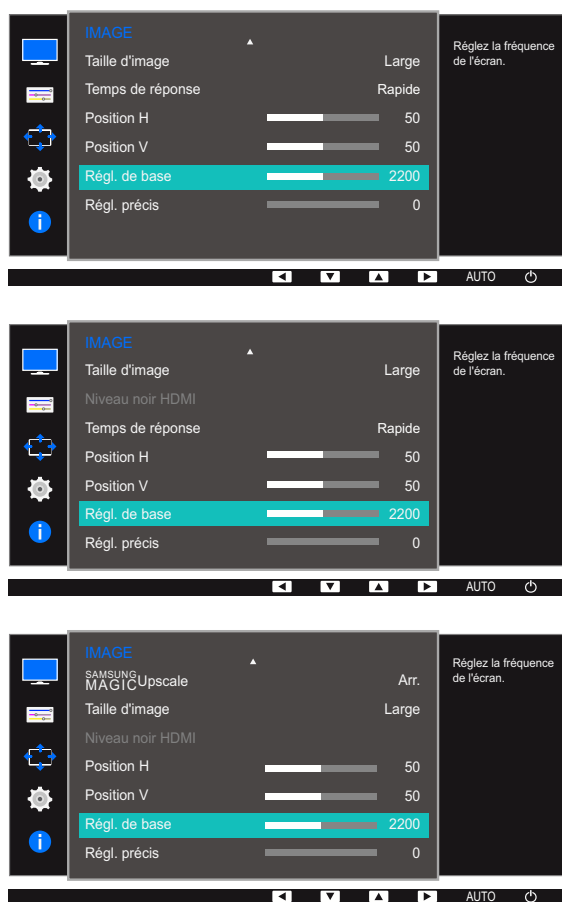 IMAGE
Taille d'image Large
Temps de réponse Rapide
Position H 50
Position V 50
Régl. de base 2200
Régl. précis 0
Réglez la fréquence
de l'écran.
AUTO
IMAGE
Taille d'image Large
Niveau noir HDMI
Temps de réponse Rapide
Position H 50
Position V 50
Régl. de base 2200
Régl. précis 0
Réglez la fréquence
de l'écran.
AUTO
IMAGE
SAMSUNG
MAGICUpscale Arr.
Taille d'image Large
Niveau noir HDMI
Position H 50
Position V 50
Régl. de base 2200
Régl. précis 0
Réglez la fréquence
de l'écran.
AUTO